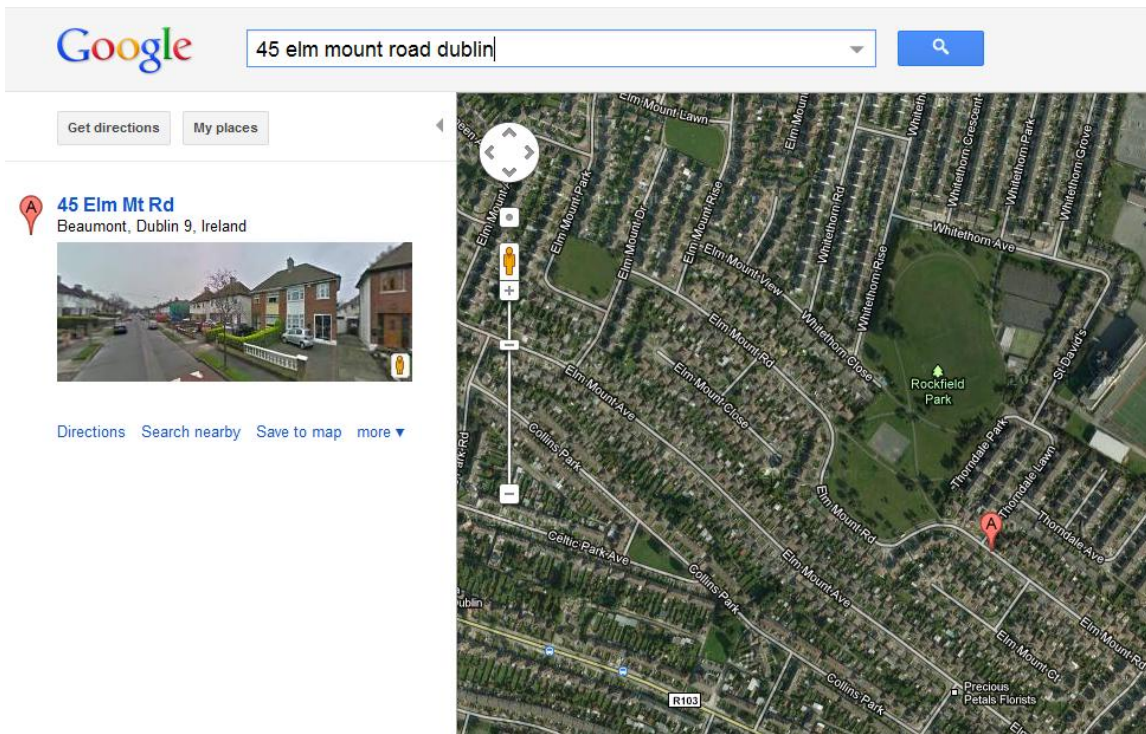 Google
45 elm mount road dublin
Get directions
My places
A
45 Elm Mt Rd
Beaumont, Dublin 9, Ireland
Directions
Search nearby
Save to map
more ▾
Elm Mount Lawn
Elm Mount
Whitethorn Crescent
Whitethorn Park
Whitethorn Grove
Elm Mount Park
Elm Mount Dr
Elm Mount Rise
Whitethorn Rd
Whitethorn Ave
Elm Mount View
Whitethorn Rise
Elm Mount Rd
Whitethorn Close
St David's
Elm Mount Ave
Elm Mount Close
Rockfield
Park
Collins Park
Thorndale Park
Thorndale Lawn
Elm Mount Rd
A
Thorndale Ave
Celtic Park Ave
Elm Mount Ave
Collins Park
Elm Mount Rd
Elm Mount Ct
Precious
Petals Florists
Collins Park
R103